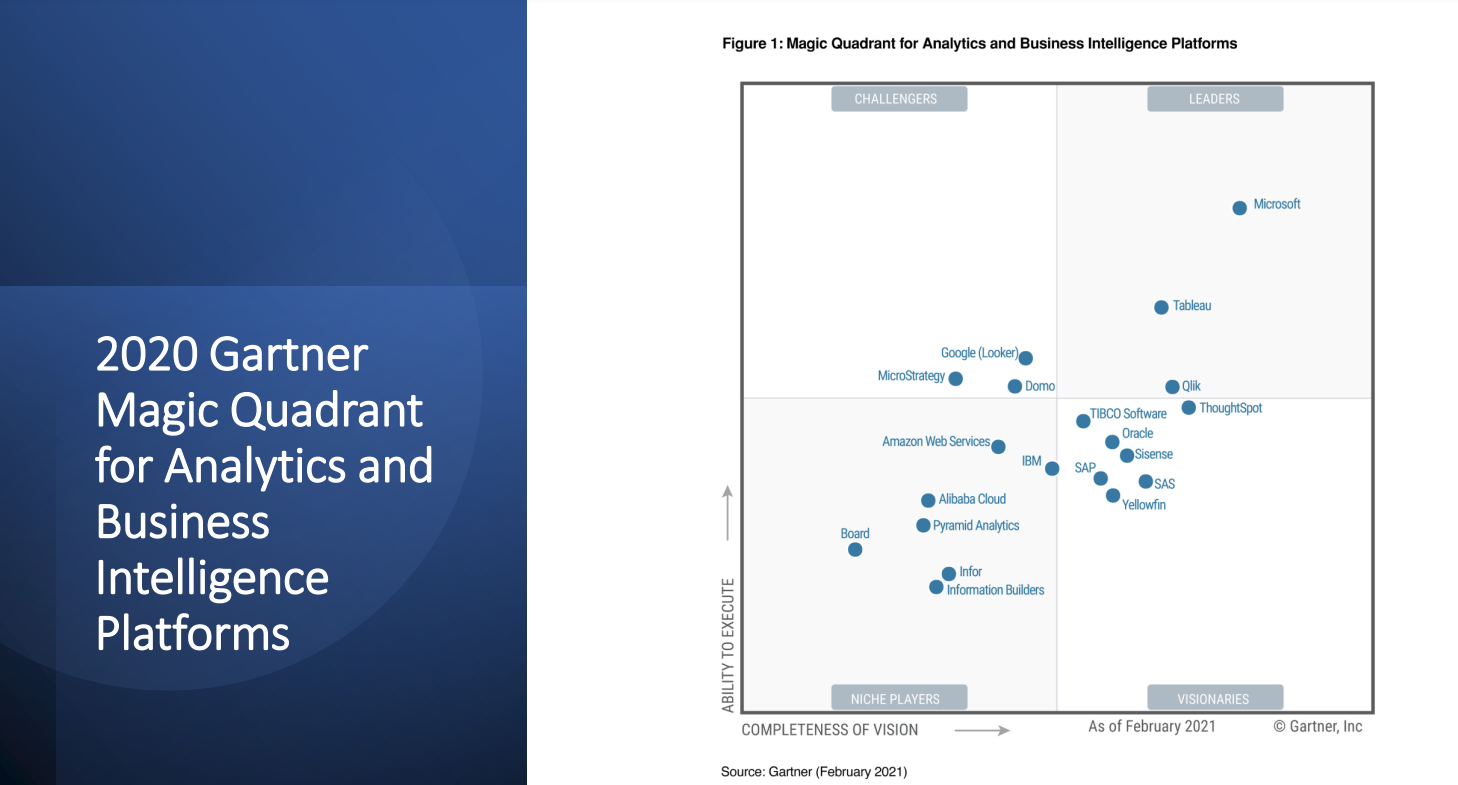 2020 Gartner
Magic Quadrant
for Analytics and
Business
Intelligence
Platforms
Figure 1: Magic Quadrant for Analytics and Business Intelligence Platforms
CHALLENGERS
LEADERS
Microsoft
Tableau
Google (Looker)
MicroStrategy
Domo
Qlik
ThoughtSpot
TIBCO Software
Oracle
Amazon Web Services
Sisense
IBM
SAP
SAS
Yellowfin
Alibaba Cloud
Pyramid Analytics
Board
Infor
Information Builders
ABILITY TO EXECUTE
NICHE PLAYERS
VISIONARIES
COMPLETENESS OF VISION
As of February 2021
© Gartner, Inc
Source: Gartner (February 2021)